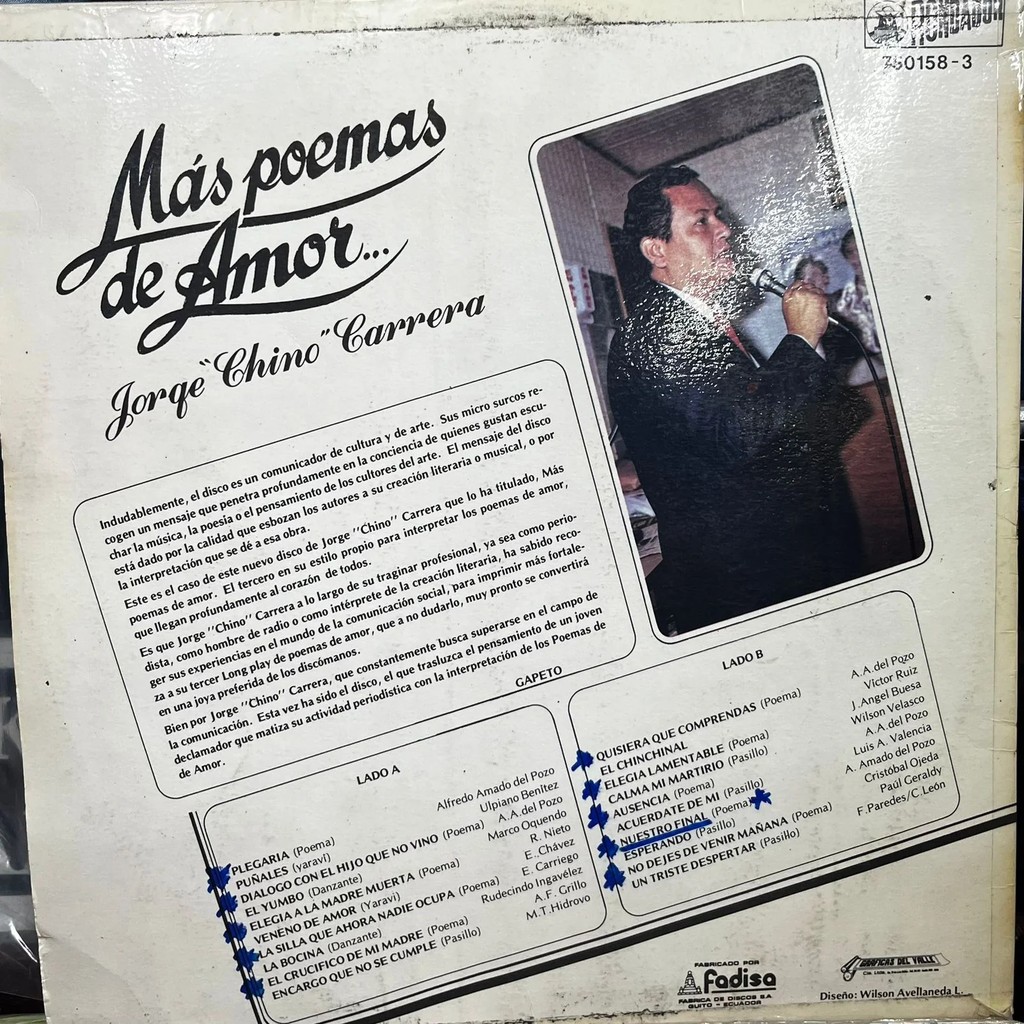 ONDADOR
750158-3
Más poemas
de Amor...
Jorge "Chino" Carrera
Indudablemente, el disco es un comunicador de cultura y de arte. Sus micro surcos re-
cogen un mensaje que penetra profundamente en la conciencia de quienes gustan escu-
char la música, la poesía o el pensamiento de los cultores del arte. El mensaje del disco
está dado por la calidad que esbozan los autores a su creación literaria o musical, o por
la interpretación que se dé a esa obra.
Este es el caso de este nuevo disco de Jorge "Chino" Carrera que lo ha titulado, Más
poemas de amor. El tercero en su estilo propio para interpretar los poemas de amor,
que llegan profundamente al corazón de todos.
Es que Jorge "Chino" Carrera a lo largo de su traginar profesional, ya sea como perio-
dista, como hombre de radio o como intérprete de la creación literaria, ha sabido reco-
ger sus experiencias en el mundo de la comunicación social, para imprimir más fortale-
za a su tercer Long play de poemas de amor, que a no dudarlo, muy pronto se convertirá
en una joya preferida de los discómanos.
Bien por Jorge "Chino" Carrera, que constantemente busca superarse en el campo de
la comunicación. Esta vez ha sido el disco, el que trasluzca el pensamiento de un joven
declamador que matiza su actividad periodística con la interpretación de los Poemas de
de Amor.
GAPETO
LADO A
PLEGARIA (Poema) Alfredo Amado del Pozo
PUÑALES (yaraví) Ulpiano Benítez
DIALOGO CON EL HIJO QUE NO VINO (Poema) A.A.del Pozo
EL YUMBO (Danzante) Marco Oquendo
ELEGIA A LA MADRE MUERTA (Poema) R. Nieto
VENENO DE AMOR (Yaravi) E. Chávez
LA SILLA QUE AHORA NADIE OCUPA (Poema) E. Carriego
LA BOCINA (Danzante) Rudecindo Ingavélez
EL CRUCIFICO DE MI MADRE (Poema) A.F. Grillo
ENCARGO QUE NO SE CUMPLE (Pasillo) M.T.Hidrovo
LADO B
QUISIERA QUE COMPRENDAS (Poema) A.A.del Pozo
EL CHINCHINAL Víctor Ruiz
ELEGIA LAMENTABLE (Poema) J.Angel Buesa
CALMA MI MARTIRIO (Pasillo) Wilson Velasco
AUSENCIA (Poema) A.A. del Pozo
ACUERDATE DE MI (Pasillo) Luis A. Valencia
NUESTRO FINAL (Poema) A. Amado del Pozo
ESPERANDO (Pasillo) Cristóbal Ojeda
NO DEJES DE VENIR MAÑANA (Poema) Paúl Geraldy
UN TRISTE DESPERTAR (Pasillo) F.Paredes/C.León
FABRICADO POR
fadisa
FABRICA DE DISCOS S.A.
QUITO - ECUADOR
GRAFICAS DEL VALLE
Diseño: Wilson Avellaneda L.